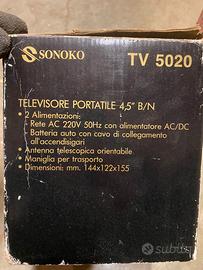 SONOKO TV 5020
TELEVISORE PORTATILE 4,5" B/N
• 2 Alimentazioni:
- Rete AC 220V 50Hz con alimentatore AC/DC
- Batteria auto con cavo di collegamento
all'accendisigari
• Antenna telescopica orientabile
• Maniglia per trasporto
• Dimensioni: mm. 144x122x155
subito